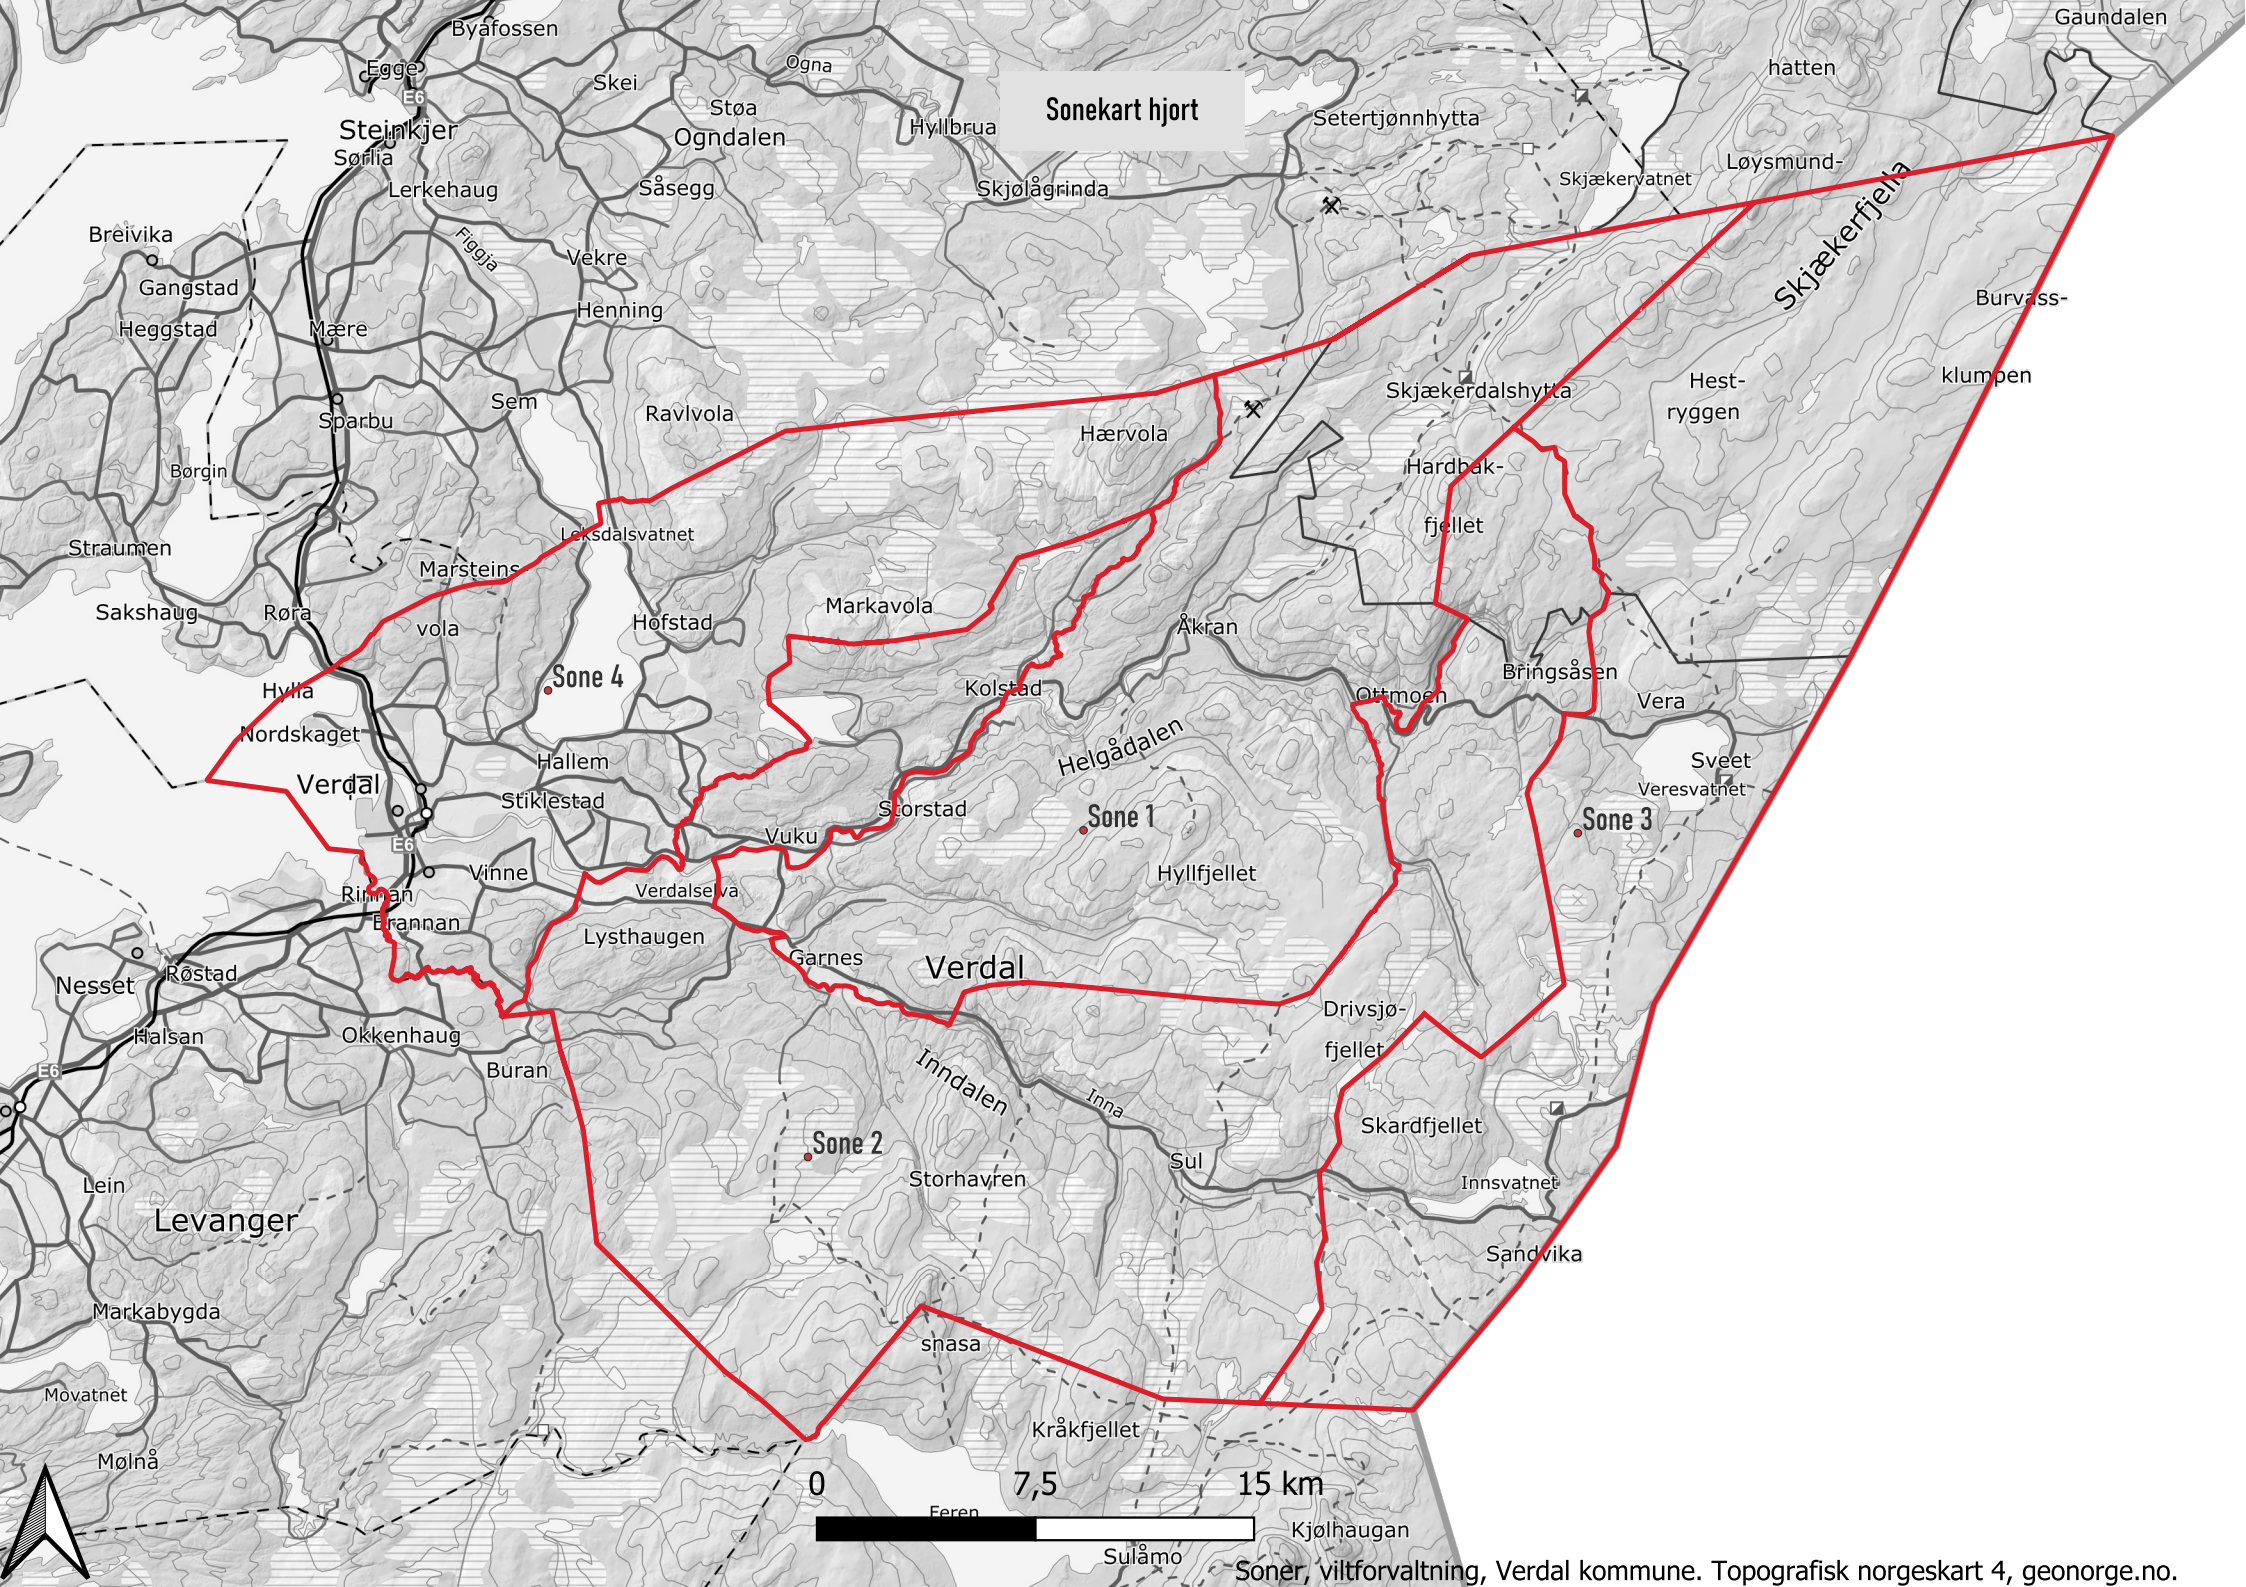 Gaundalen
Byafossen
Ogna
hatten
Egge
Skei
E6
Støa
Sonekart hjort
Setertjønnhytta
Steinkjer
Ogndalen
Hyllbrua
Sørlia
Løysmund-
Skjækervatnet
Lerkehaug
Såsegg
Skjølågrinda
Breivika
Figgja
Vekre
Skjækerfjella
Gangstad
Burvass-
Henning
Heggstad
Mære
klumpen
Hest-
Skjækerdalshytta
Sem
Ravlvola
ryggen
Sparbu
Hærvola
Børgin
Hardbak-
fjellet
Leksdalsvatnet
Straumen
Marsteins-
Markavola
Sakshaug
Røra
vola
Hofstad
Åkran
Bringsåsen
Sone 4
Hylla
Kolstad
Ottmoen
Vera
Nordskaget
Helgådalen
Hallem
Sveet
Verdal
Veresvatnet
Stiklestad
Storstad
Sone 1
Sone 3
Vuku
E6
Vinne
Hyllfjellet
Verdalselva
Rinnan
Brannan
Lysthaugen
Garnes
Verdal
Røstad
Nesset
Drivsjø-
Halsan
Okkenhaug
fjellet
E6
Buran
Inndalen
Inna
Skardfjellet
Sone 2
Sul
Storhavren
Innsvatnet
Lein
Levanger
Sandvika
Markabygda
snasa
Movatnet
Kråkfjellet
Mølnå
0 7,5 15 km
Feren
Kjølhaugan
Sulåmo
Soner, viltforvaltning, Verdal kommune. Topografisk norgeskart 4, geonorge.no.